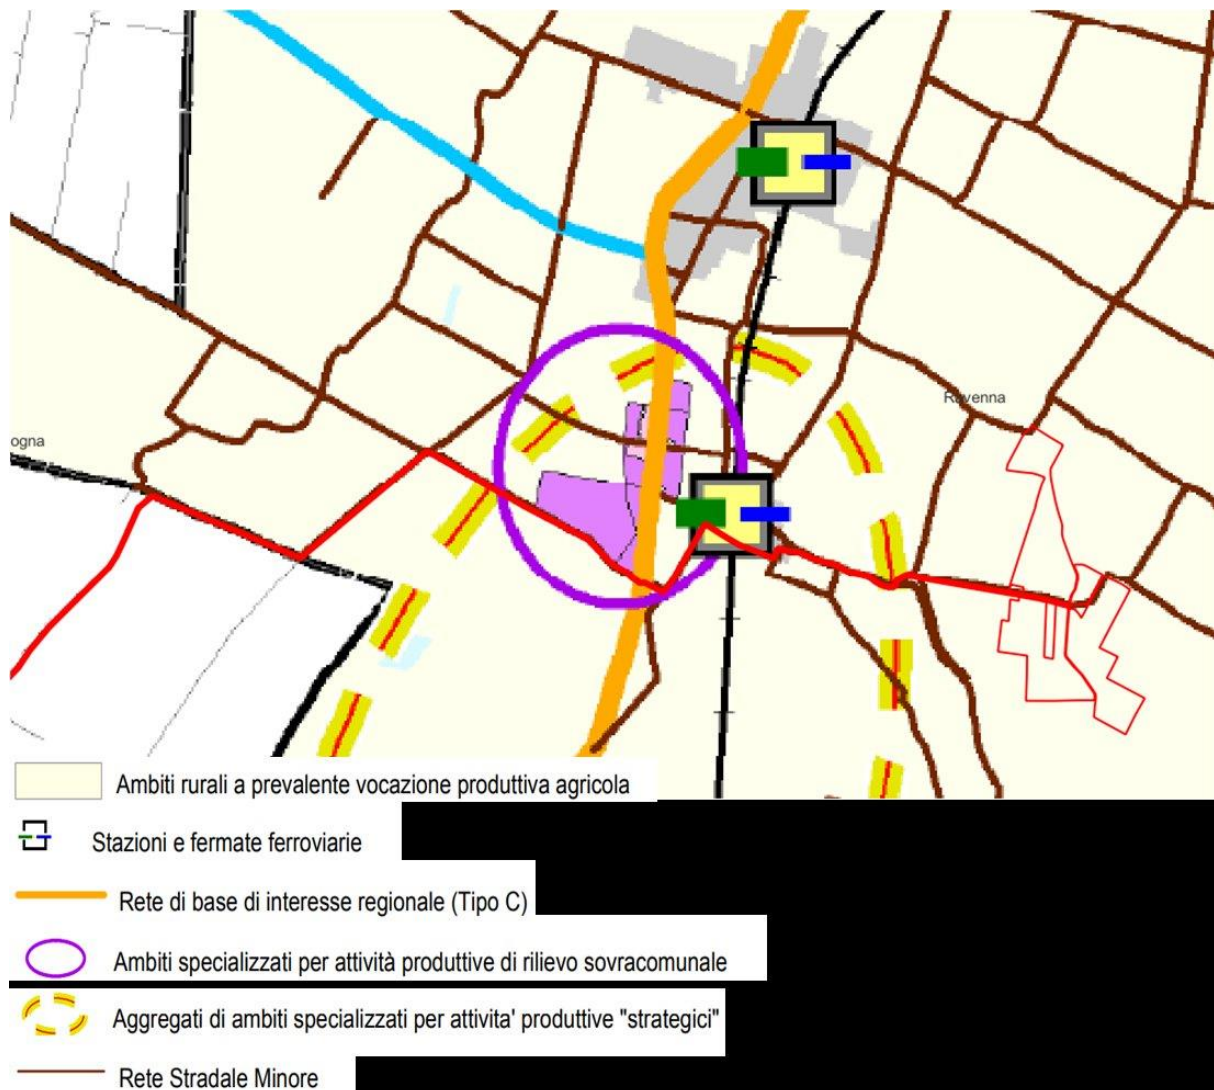 Ravenna
ogna
Ambiti rurali a prevalente vocazione produttiva agricola
Stazioni e fermate ferroviarie
Rete di base di interesse regionale (Tipo C)
Ambiti specializzati per attività produttive di rilievo sovracomunale
Aggregati di ambiti specializzati per attivita' produttive "strategici"
Rete Stradale Minore